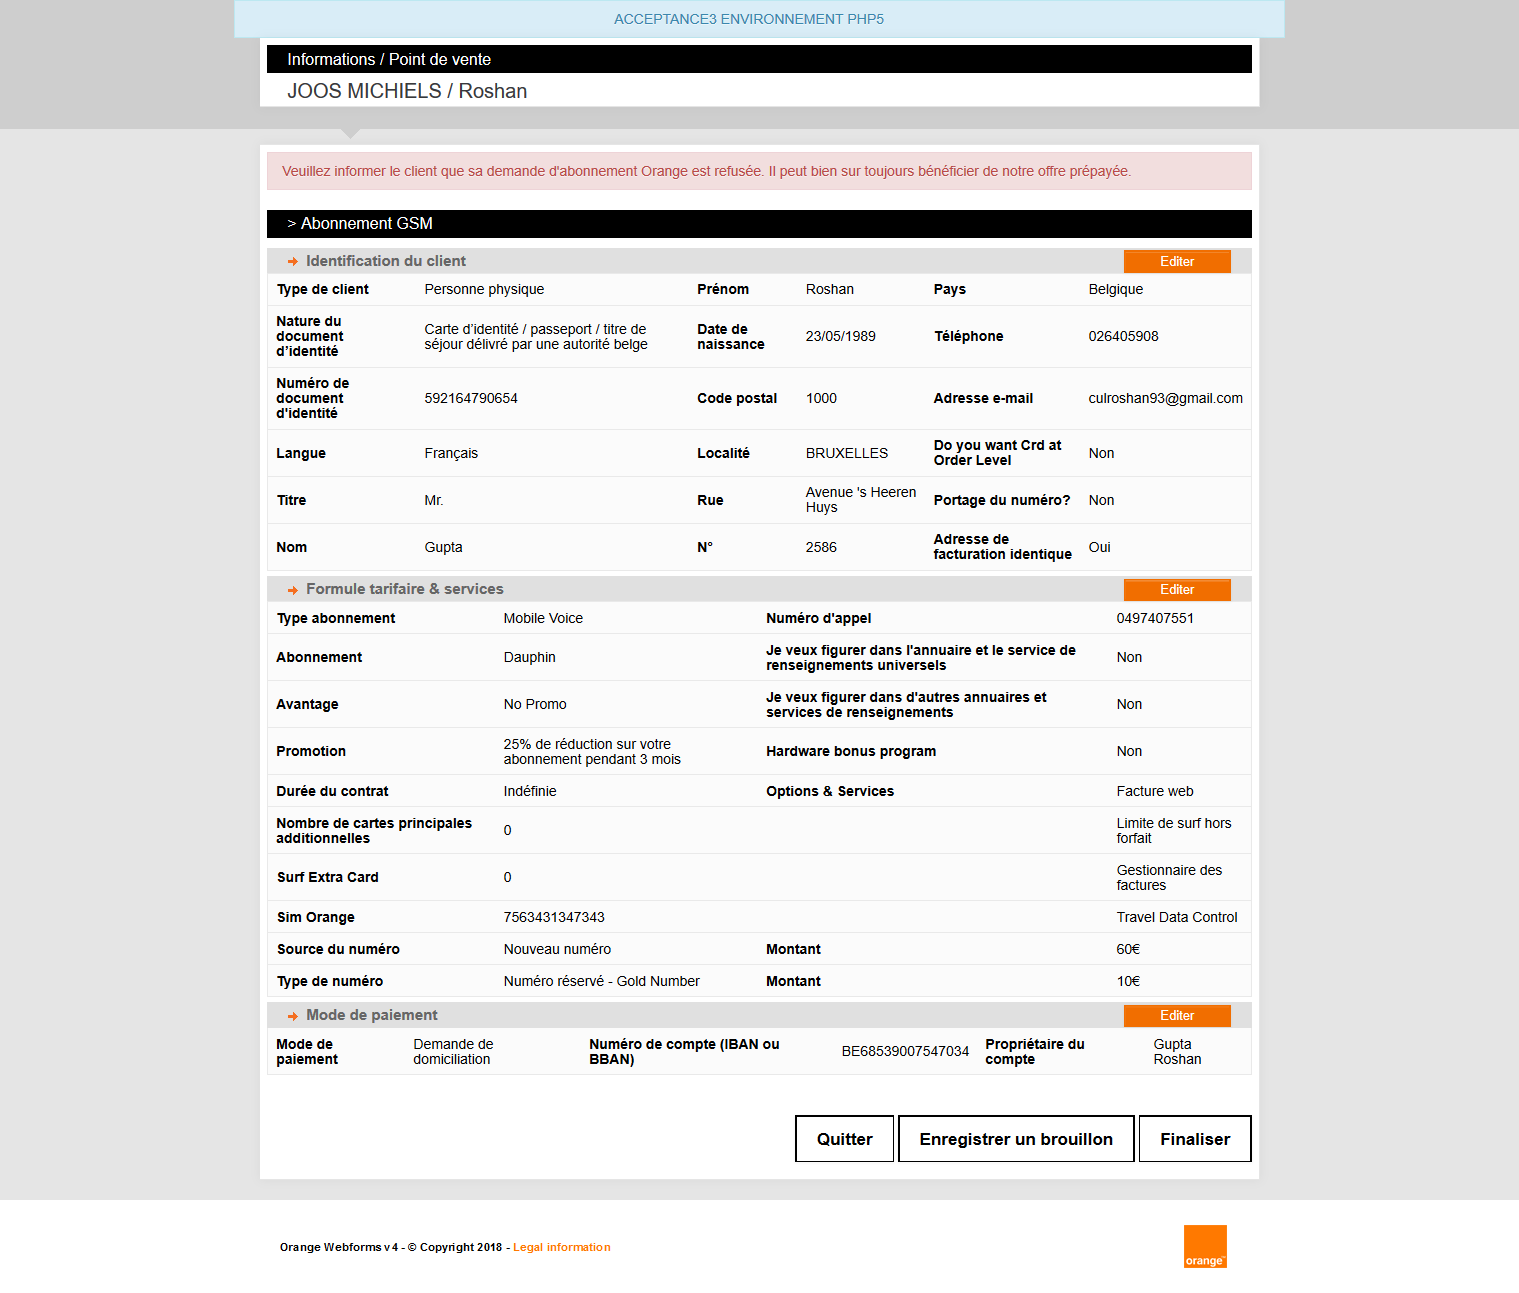 ACCEPTANCE3 ENVIRONNEMENT PHP5
Informations / Point de vente
JOOS MICHIELS / Roshan
Veuillez informer le client que sa demande d'abonnement Orange est refusée. Il peut bien sur toujours bénéficier de notre offre prépayée.
> Abonnement GSM
Identification du client Editer
Type de client Personne physique Prénom Roshan Pays Belgique
Nature du
document
d’identité Carte d’identité / passeport / titre de
séjour délivré par une autorité belge Date de
naissance 23/05/1989 Téléphone 026405908
Numéro de
document
d'identité 592164790654 Code postal 1000 Adresse e-mail culroshan93@gmail.com
Langue Français Localité BRUXELLES Do you want Crd at
Order Level Non
Titre Mr. Rue Avenue 's Heeren
Huys Portage du numéro? Non
Nom Gupta N° 2586 Adresse de
facturation identique Oui
Formule tarifaire & services Editer
Type abonnement Mobile Voice Numéro d'appel 0497407551
Abonnement Dauphin Je veux figurer dans l'annuaire et le service de
renseignements universels Non
Avantage No Promo Je veux figurer dans d'autres annuaires et
services de renseignements Non
Promotion 25% de réduction sur votre
abonnement pendant 3 mois Hardware bonus program Non
Durée du contrat Indéfinie Options & Services Facture web
Nombre de cartes principales
additionnelles 0 Limite de surf hors
forfait
Surf Extra Card 0 Gestionnaire des
factures
Sim Orange 7563431347343 Travel Data Control
Source du numéro Nouveau numéro Montant 60€
Type de numéro Numéro réservé - Gold Number Montant 10€
Mode de paiement Editer
Mode de
paiement Demande de
domiciliation Numéro de compte (IBAN ou
BBAN) BE68539007547034 Propriétaire du
compte Gupta
Roshan
Quitter Enregistrer un brouillon Finaliser
Orange Webforms v4 - © Copyright 2018 - Legal information
orange™